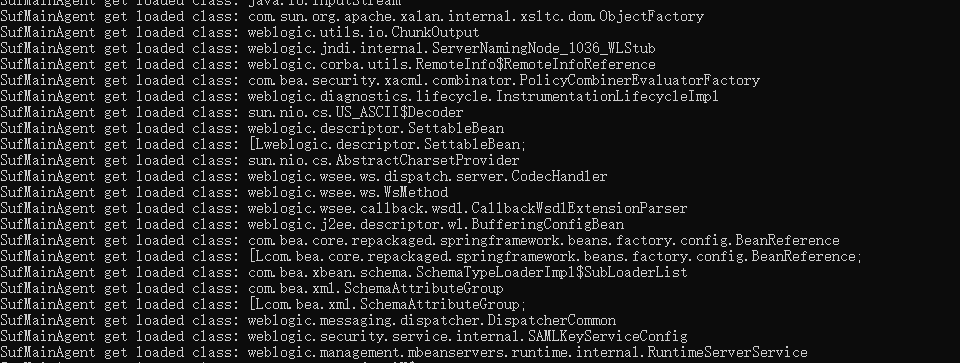 SufMainAgent get loaded class: java.io.InputStream
SufMainAgent get loaded class: com.sun.org.apache.xalan.internal.xsltc.dom.ObjectFactory
SufMainAgent get loaded class: weblogic.utils.io.ChunkOutput
SufMainAgent get loaded class: weblogic.jndi.internal.ServerNamingNode_1036_WLStub
SufMainAgent get loaded class: weblogic.corba.utils.RemoteInfo$RemoteInfoReference
SufMainAgent get loaded class: com.bea.security.xacml.combinator.PolicyCombinerEvaluatorFactory
SufMainAgent get loaded class: weblogic.diagnostics.lifecycle.InstrumentationLifecycleImpl
SufMainAgent get loaded class: sun.nio.cs.US_ASCII$Decoder
SufMainAgent get loaded class: weblogic.descriptor.SettableBean
SufMainAgent get loaded class: [Lweblogic.descriptor.SettableBean;
SufMainAgent get loaded class: sun.nio.cs.AbstractCharsetProvider
SufMainAgent get loaded class: weblogic.wsee.ws.dispatch.server.CodecHandler
SufMainAgent get loaded class: weblogic.wsee.ws.WsMethod
SufMainAgent get loaded class: weblogic.wsee.callback.wsdl.CallbackWsdlExtensionParser
SufMainAgent get loaded class: weblogic.j2ee.descriptor.wl.BufferingConfigBean
SufMainAgent get loaded class: com.bea.core.repackaged.springframework.beans.factory.config.BeanReference
SufMainAgent get loaded class: [Lcom.bea.core.repackaged.springframework.beans.factory.config.BeanReference;
SufMainAgent get loaded class: com.bea.xbean.schema.SchemaTypeLoaderImpl$SubLoaderList
SufMainAgent get loaded class: com.bea.xml.SchemaAttributeGroup
SufMainAgent get loaded class: [Lcom.bea.xml.SchemaAttributeGroup;
SufMainAgent get loaded class: weblogic.messaging.dispatcher.DispatcherCommon
SufMainAgent get loaded class: weblogic.security.service.internal.SAMLKeyServiceConfig
SufMainAgent get loaded class: weblogic.management.mbeanservers.runtime.internal.RuntimeServerService